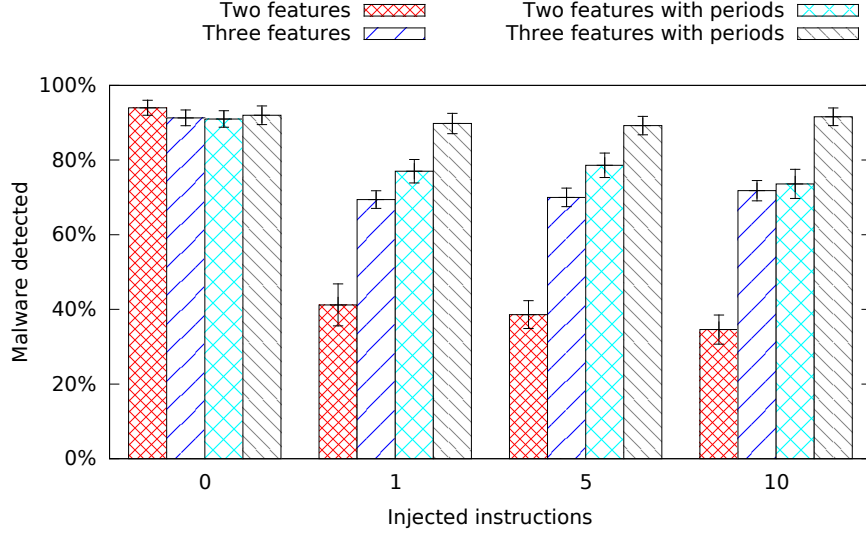 Two features
Three features
Two features with periods
Three features with periods
100%
80%
60%
40%
20%
0%
Malware detected
0 1 5 10
Injected instructions